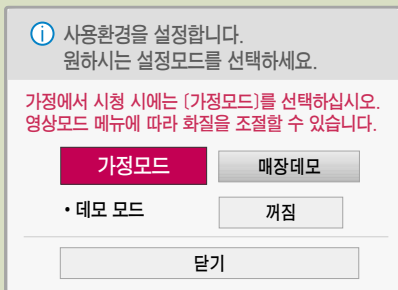 사용환경을 설정합니다.
원하시는 설정모드를 선택하세요.
가정에서 시청 시에는 (가정모드)를 선택하십시오.
영상모드 메뉴에 따라 화질을 조절할 수 있습니다.
가정모드 매장데모
• 데모 모드 꺼짐
닫기